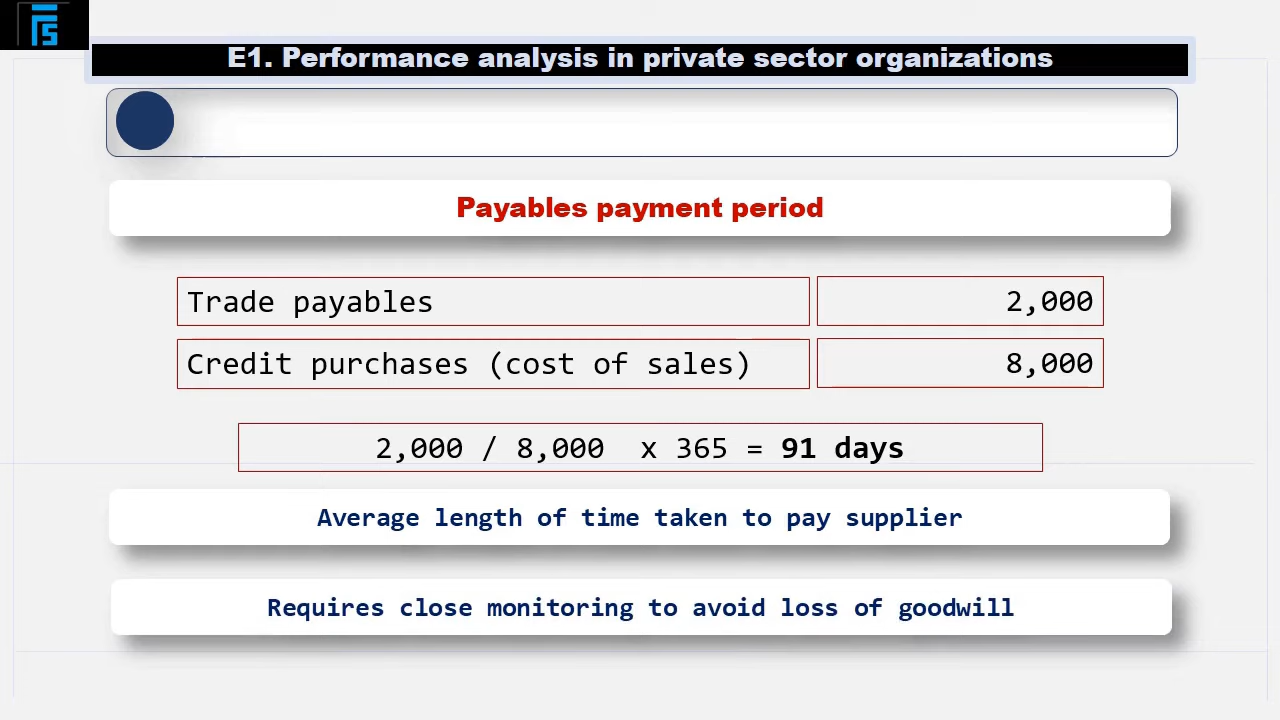 E1. Performance analysis in private sector organizations
Payables payment period
Trade payables 2,000
Credit purchases (cost of sales) 8,000
2,000 / 8,000 x 365 = 91 days
Average length of time taken to pay supplier
Requires close monitoring to avoid loss of goodwill